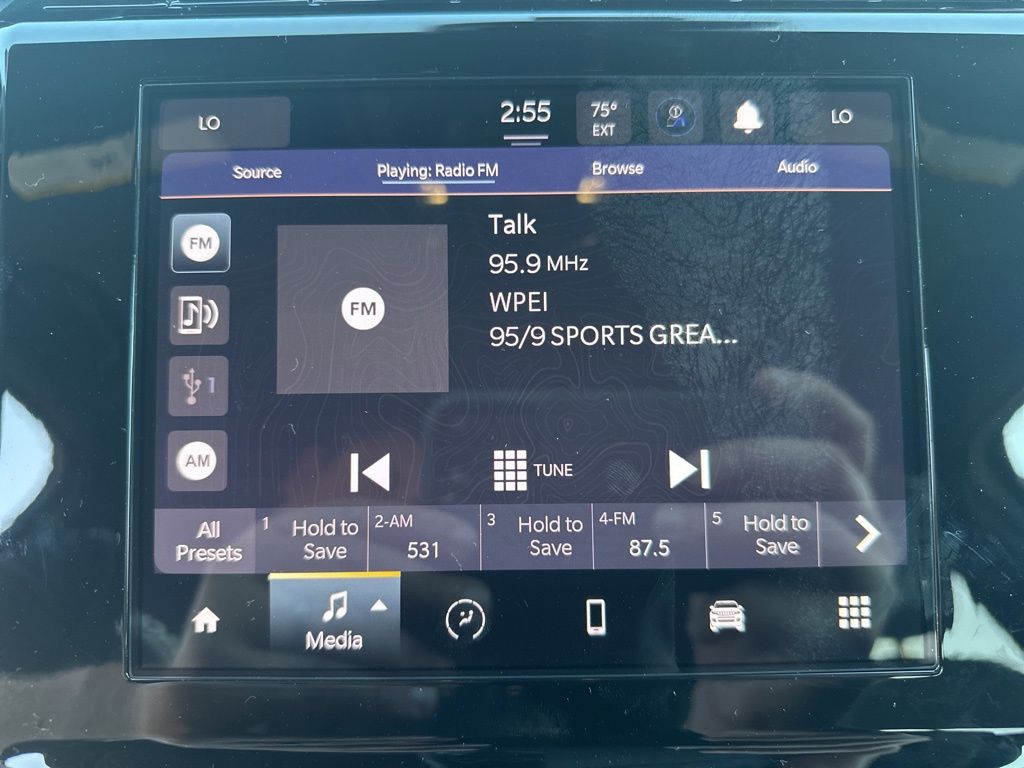 LO
2:55
75°
EXT
LO
Source Playing: Radio FM Browse Audio
FM
FM
Talk
95.9 MHz
WPEI
95/9 SPORTS GREA...
1
AM
TUNE
All
Presets
1 Hold to
Save
2-AM
531
3 Hold to
Save
4-FM
87.5
5 Hold to
Save
Media